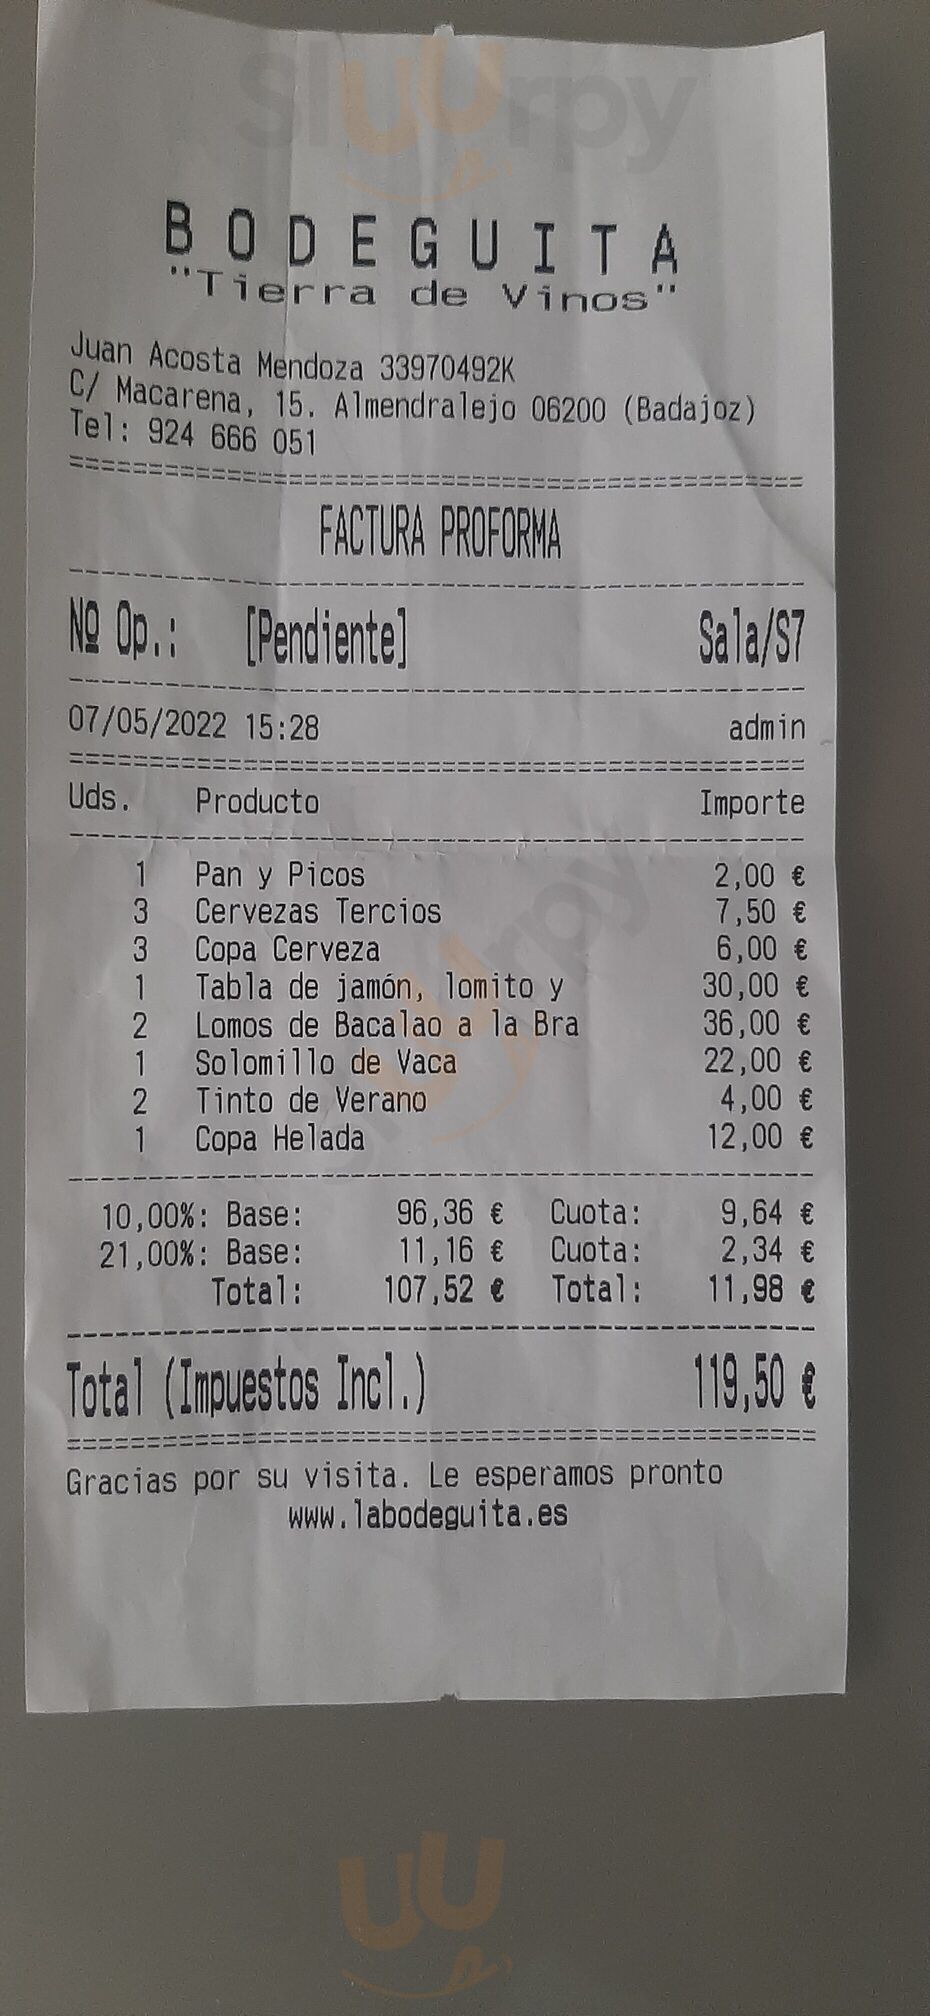 Sluurpy
B O D E G U I T A
"Tierra de Vinos"
Juan Acosta Mendoza 33970492K
C/ Macarena, 15. Almendralejo 06200 (Badajoz)
Tel: 924 666 051
FACTURA PROFORMA
Nº Op.: [Pendiente] Sala/S7
07/05/2022 15:28 admin
Uds. Producto Importe
1 Pan y Picos 2,00 €
3 Cervezas Tercios 7,50 €
3 Copa Cerveza 6,00 €
1 Tabla de jamón, lomito y 30,00 €
2 Lomos de Bacalao a la Bra 36,00 €
1 Solomillo de Vaca 22,00 €
2 Tinto de Verano 4,00 €
1 Copa Helada 12,00 €
10,00%: Base: 96,36 € Cuota: 9,64 €
21,00%: Base: 11,16 € Cuota: 2,34 €
Total: 107,52 € Total: 11,98 €
Total (Impuestos Incl.) 119,50 €
Gracias por su visita. Le esperamos pronto
www.labodeguita.es
Sluurpy